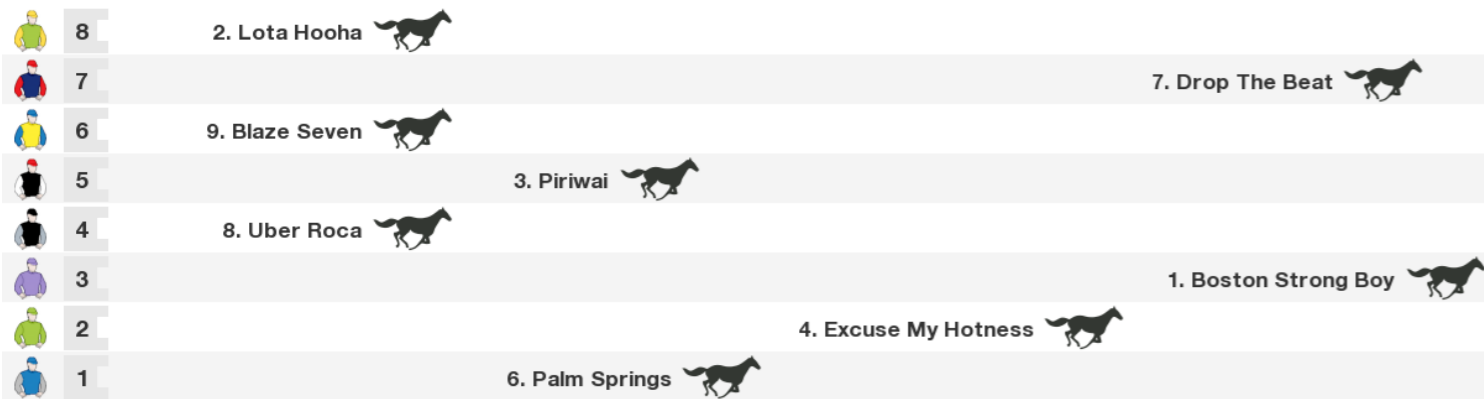 8 2. Lota Hooha
7 7. Drop The Beat
6 9. Blaze Seven
5 3. Piriwai
4 8. Uber Roca
3 1. Boston Strong Boy
2 4. Excuse My Hotness
1 6. Palm Springs